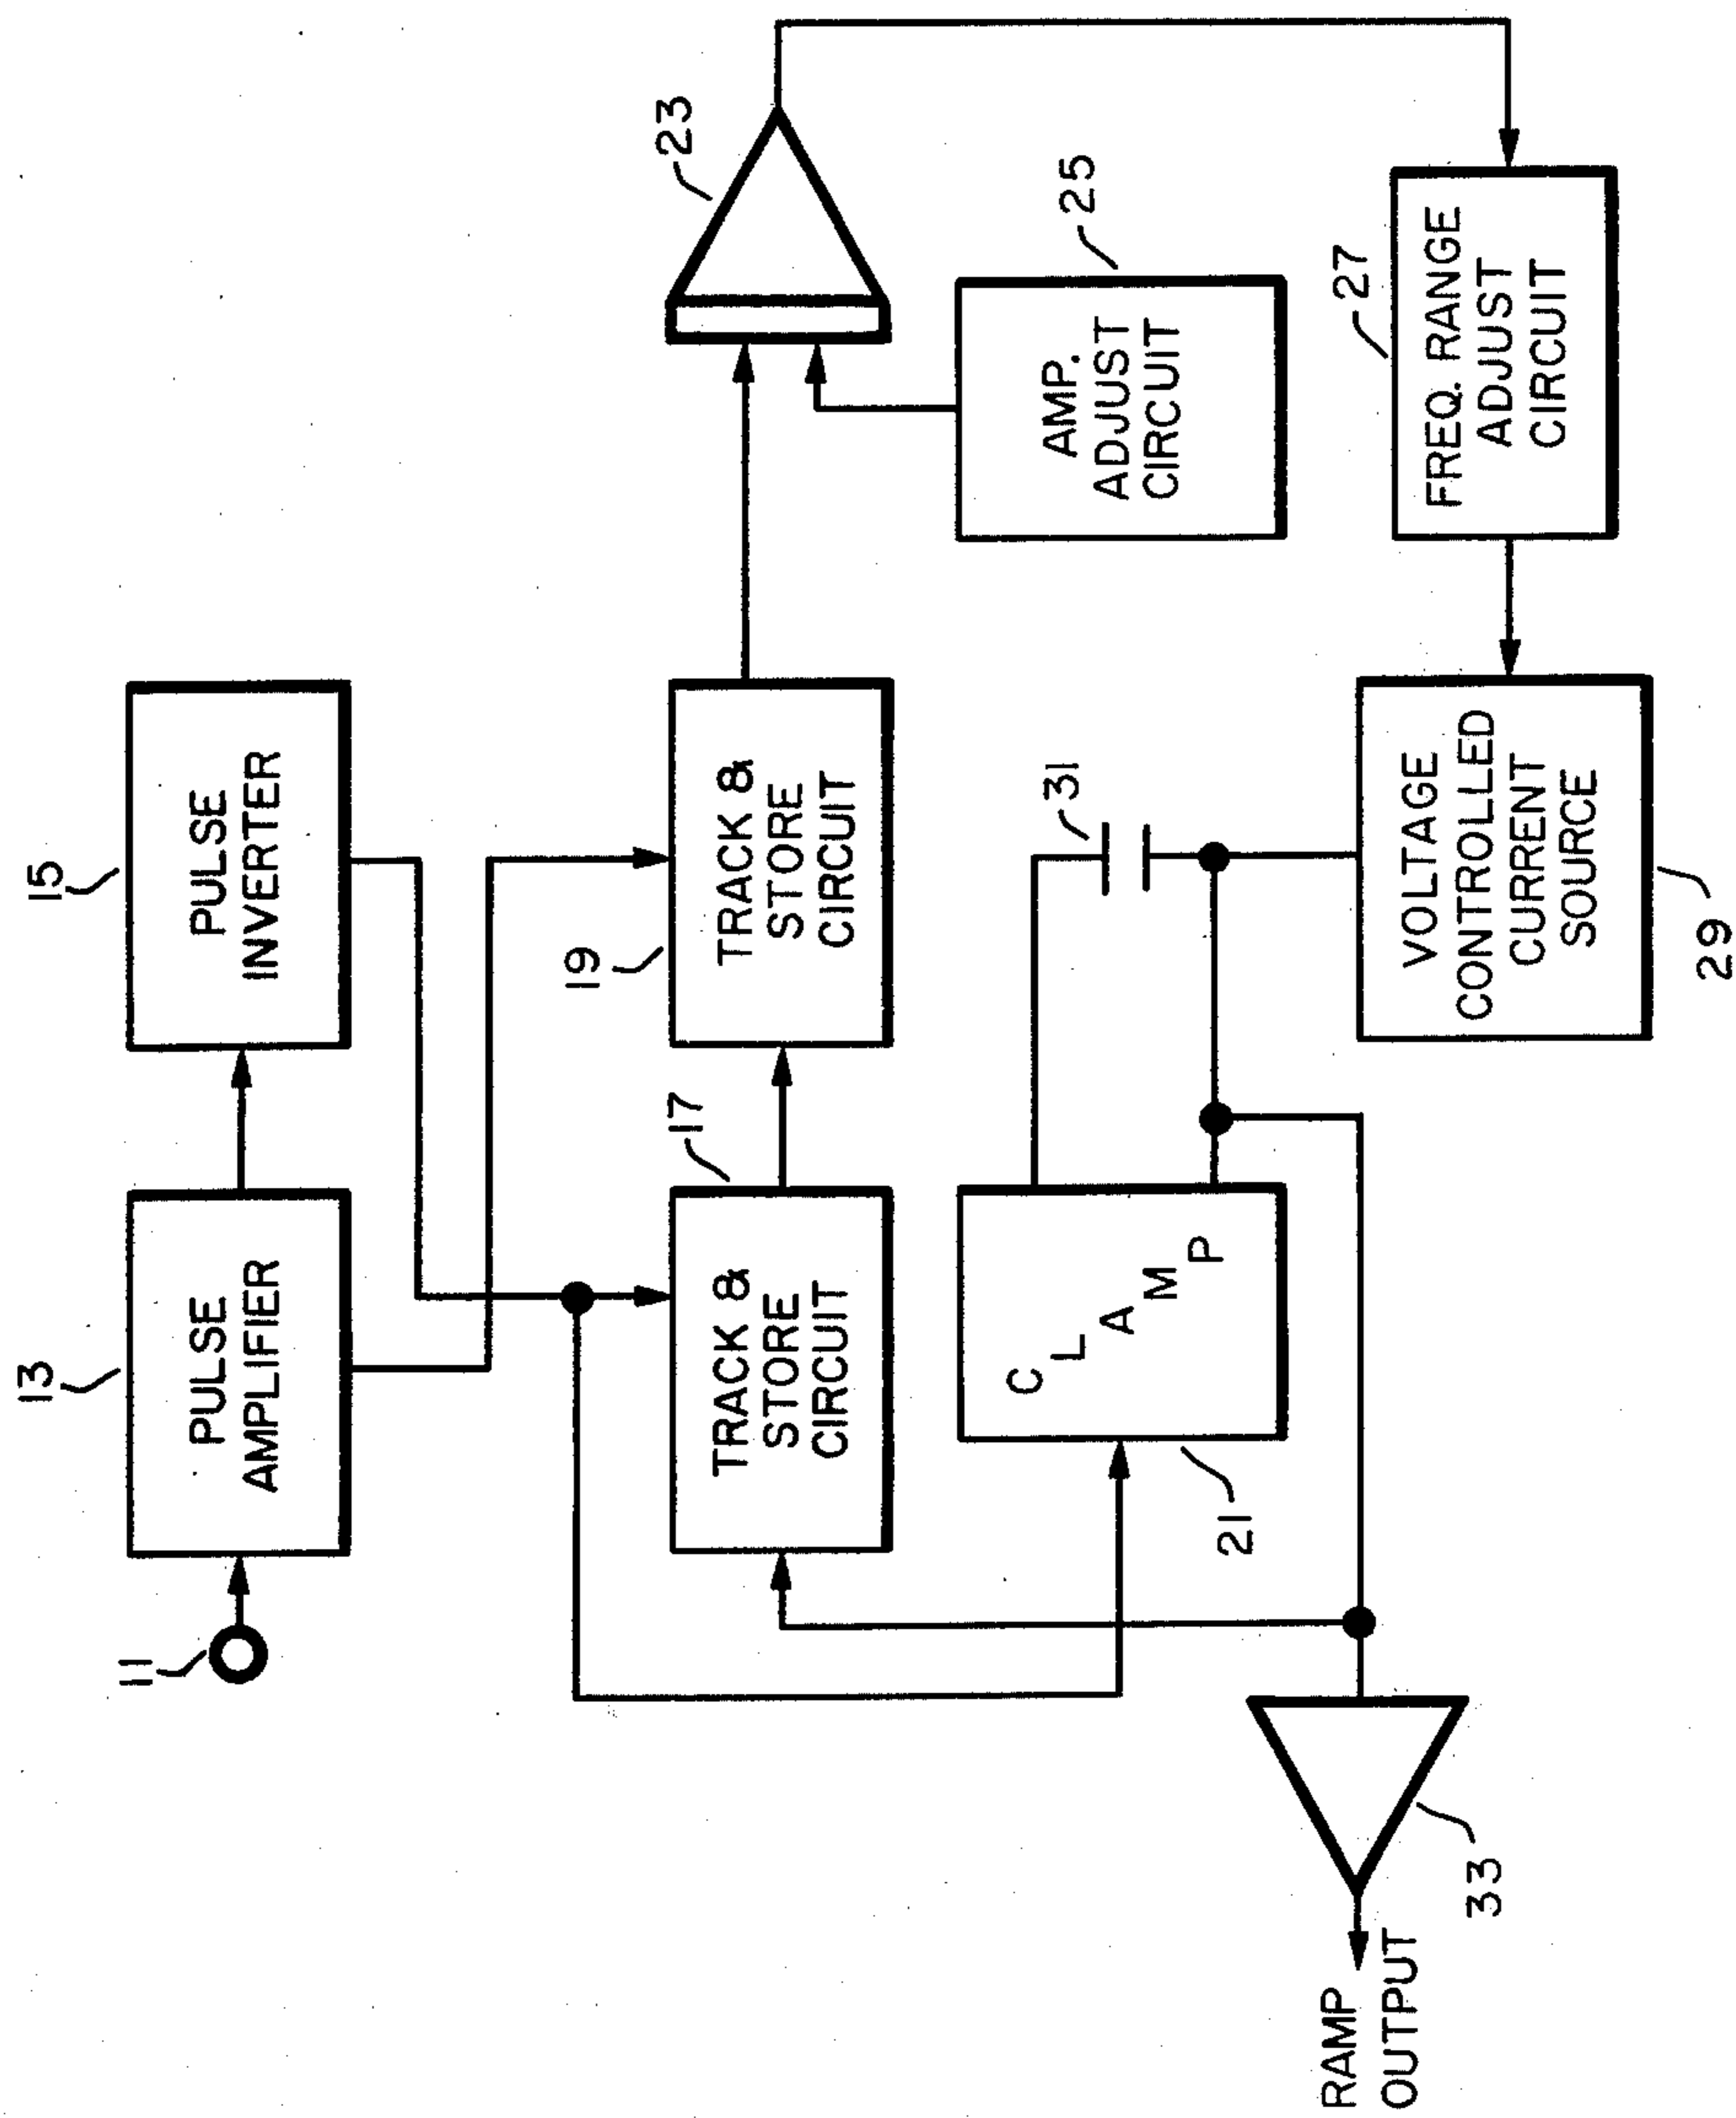 11
13
PULSE
AMPLIFIER
15
PULSE
INVERTER
17
TRACK &
STORE
CIRCUIT
19
TRACK &
STORE
CIRCUIT
23
21
CLAMP
31
AMP.
ADJUST
CIRCUIT
25
33
RAMP
OUTPUT
VOLTAGE
CONTROLLED
CURRENT
SOURCE
29
27
FREQ. RANGE
ADJUST
CIRCUIT